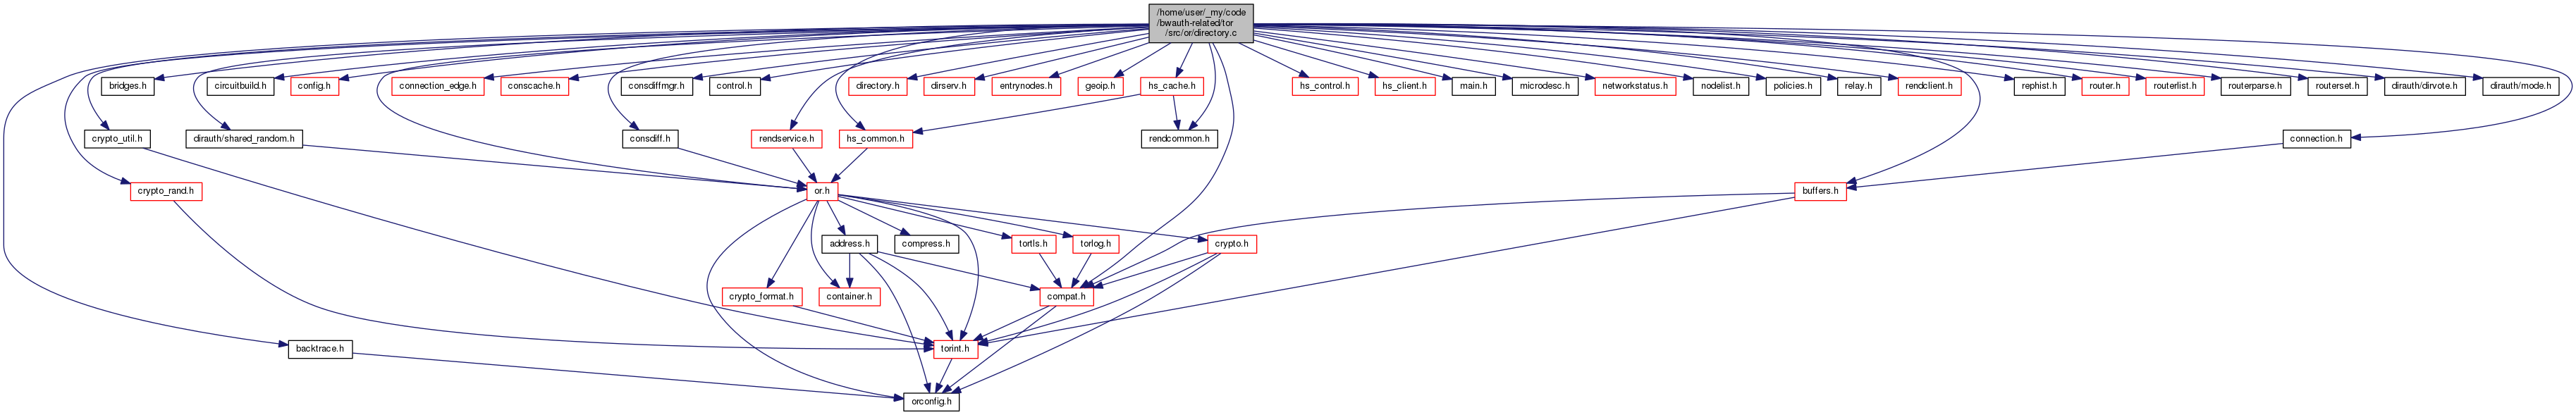 /home/user/_my/code
/bwauth-related/tor
/src/or/directory.c
bridges.h
circuitbuild.h
config.h
connection_edge.h
conscache.h
consdiffmgr.h
control.h
directory.h
dirserv.h
entrynodes.h
geoip.h
hs_cache.h
hs_control.h
hs_client.h
main.h
microdesc.h
networkstatus.h
nodelist.h
policies.h
relay.h
rendclient.h
rephist.h
router.h
routerlist.h
routerparse.h
routerset.h
dirauth/dirvote.h
dirauth/mode.h
crypto_util.h
dirauth/shared_random.h
consdiff.h
rendservice.h
hs_common.h
rendcommon.h
connection.h
crypto_rand.h
or.h
buffers.h
address.h
compress.h
tortls.h
torlog.h
crypto.h
crypto_format.h
container.h
compat.h
backtrace.h
torint.h
orconfig.h